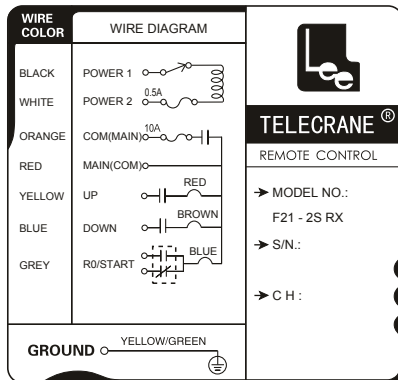 WIRE COLOR
WIRE DIAGRAM
BLACK POWER 1
WHITE POWER 2 0.5A
ORANGE COM(MAIN) 10A
RED MAIN(COM)
YELLOW UP RED
BLUE DOWN BROWN
GREY R0/START BLUE
GROUND YELLOW/GREEN
Lee
TELECRANE ®
REMOTE CONTROL
MODEL NO.:
F21 - 2S RX
S/N.:
C H :